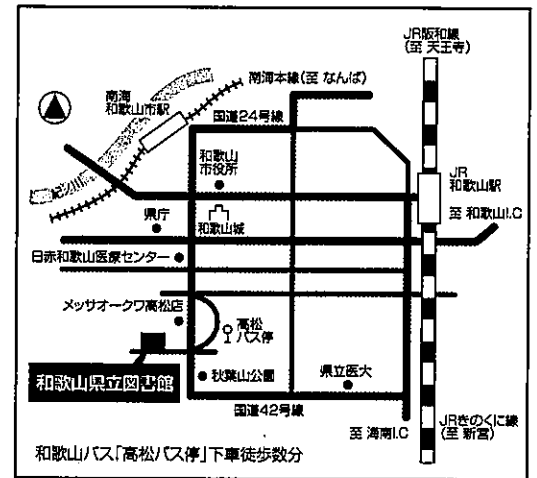 JR阪和線
(至 天王寺)
南海本線(至 なんば)
南海
和歌山市駅
国道24号線
和歌山
市役所
JR
和歌山駅
県庁
和歌山城
至 和歌山I.C
日赤和歌山医療センター
メッサオークワ高松店
高松
バス停
和歌山県立図書館
秋葉山公園
県立医大
国道42号線
至 海南I.C
JRきのくに線
(至 新宮)
和歌山バス「高松バス停」下車徒歩数分